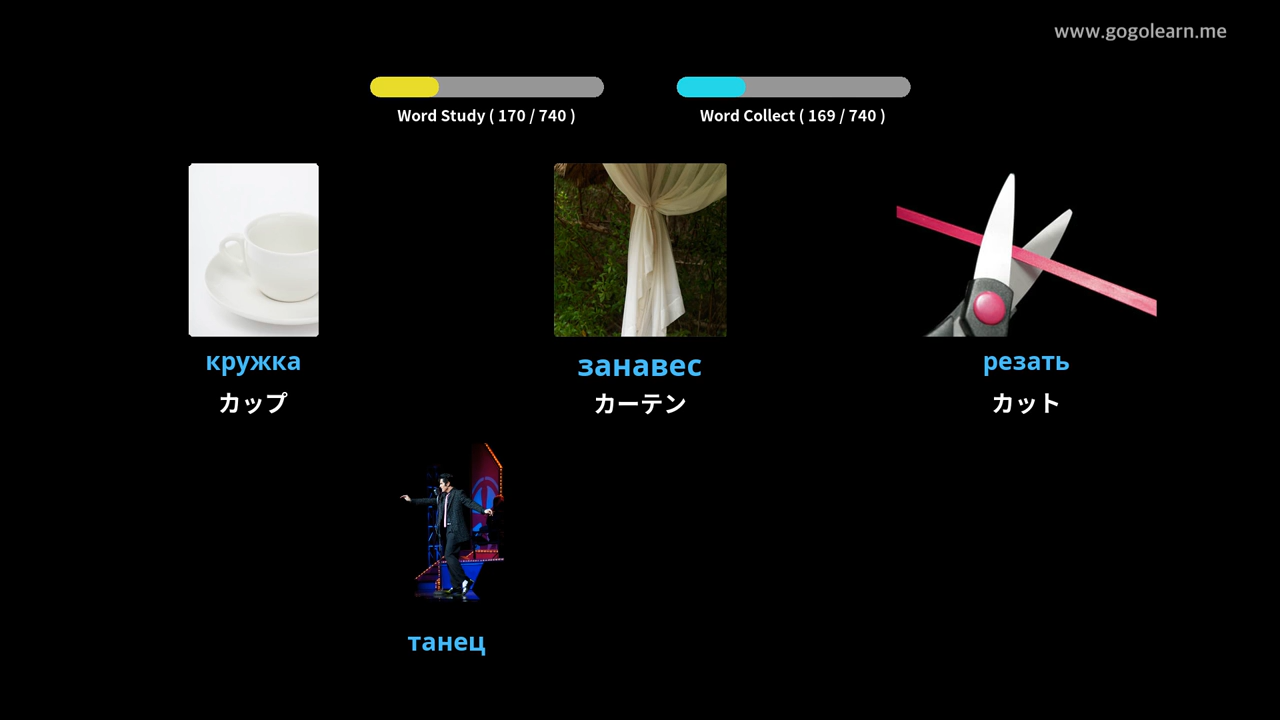 www.gogolearn.me
Word Study ( 170 / 740 )
Word Collect ( 169 / 740 )
кружка
занавес
резать
カップ
カーテン
カット
танец